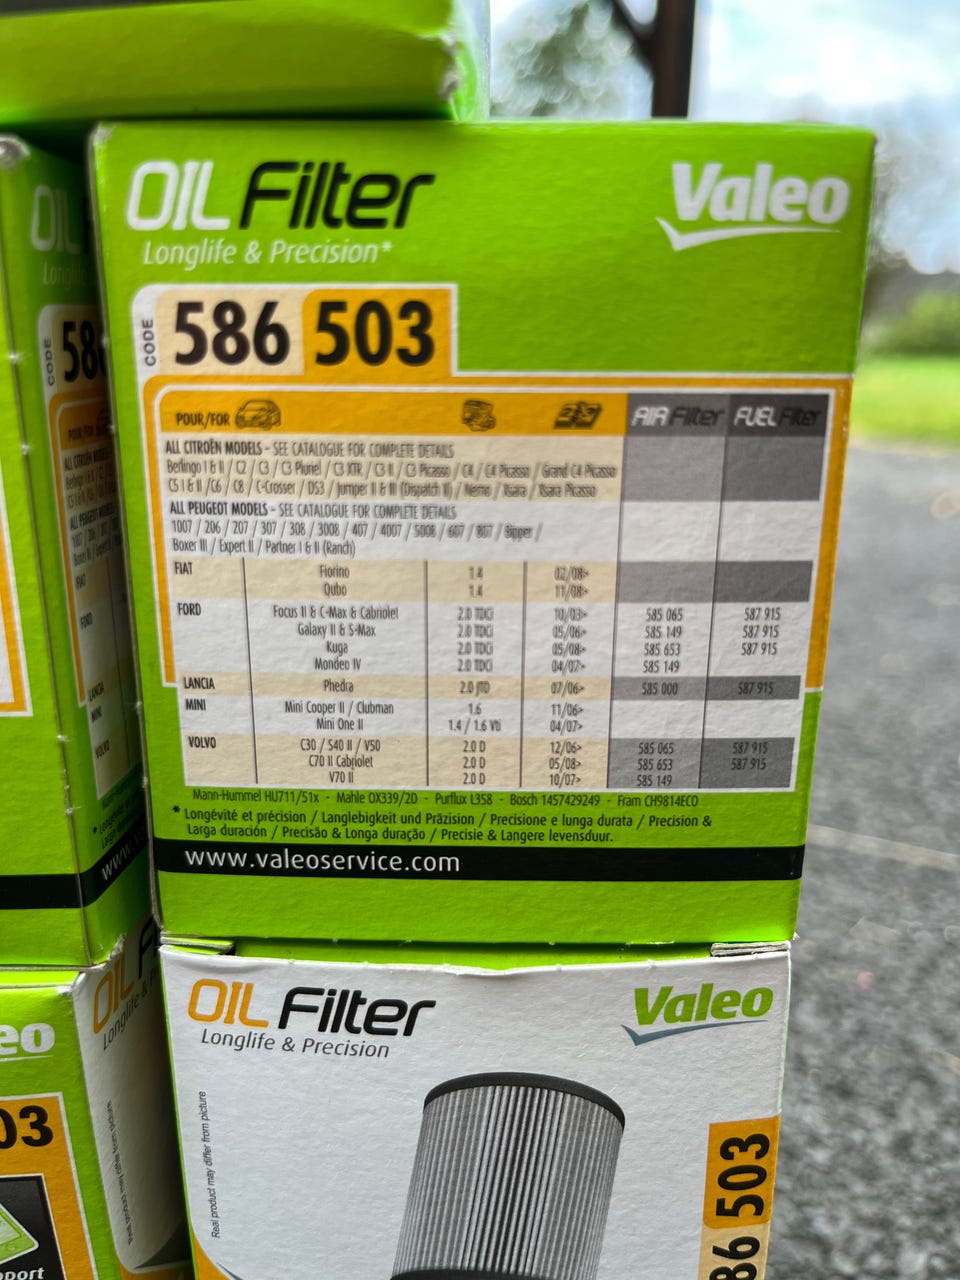 OIL Filter
Longlife & Precision*
Valeo
CODE 586 503
POUR/FOR AIR Filter FUEL Filter
ALL CITROËN MODELS - SEE CATALOGUE FOR COMPLETE DETAILS
Berlingo I & II / C2 / C3 / C3 Pluriel / C3 XTR / C3 II / C3 Picasso / C4 / C4 Picasso / Grand C4 Picasso
C5 I & II /C6 / C8 / C-Crosser / DS3 / Jumper II & III (Dispatch II) / Nemo / Xsara / Xsara Picasso
ALL PEUGEOT MODELS - SEE CATALOGUE FOR COMPLETE DETAILS
1007 / 206 / 207 / 307 / 308 / 3008 / 407 / 4007 / 5008 / 607 / 807 / Bipper /
Boxer III / Expert II / Partner I & II (Ranch)
FIAT Fiorino 1.4 02/08>
Qubo 1.4 11/08>
FORD Focus II & C-Max & Cabriolet 2.0 TDCi 10/03> 585 065 587 915
Galaxy II & S-Max 2.0 TDCi 05/06> 585 149 587 915
Kuga 2.0 TDCi 05/08> 585 653 587 915
Mondeo IV 2.0 TDCi 04/07> 585 149
LANCIA Phedra 2.0 JTD 07/06> 585 000 587 915
MINI Mini Cooper II / Clubman 1.6 11/06>
Mini One II 1.4 / 1.6 Vti 04/07>
VOLVO C30 / S40 II / V50 2.0 D 12/06> 585 065 587 915
C70 II Cabriolet 2.0 D 05/08> 585 653 587 915
V70 II 2.0 D 10/07> 585 149
Mann-Hummel HU711/51x - Mahle OX339/2D - Purflux L358 - Bosch 1457429249 - Fram CH9814ECO
* Longévité et précision / Langlebigkeit und Präzision / Precisione e lunga durata / Precisión &
Larga duración / Precisão & Longa duração / Precisie & Langere levensduur.
www.valeoservice.com
OIL Filter
Longlife & Precision
Valeo
Real product may differ from picture
86 503
eo
03
port
OIL
CODE 586